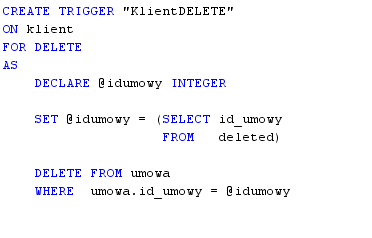 CREATE TRIGGER "KlientDELETE"
ON klient
FOR DELETE
AS
DECLARE @idumowy INTEGER
SET @idumowy = (SELECT id_umowy
FROM deleted)
DELETE FROM umowa
WHERE umowa.id_umowy = @idumowy